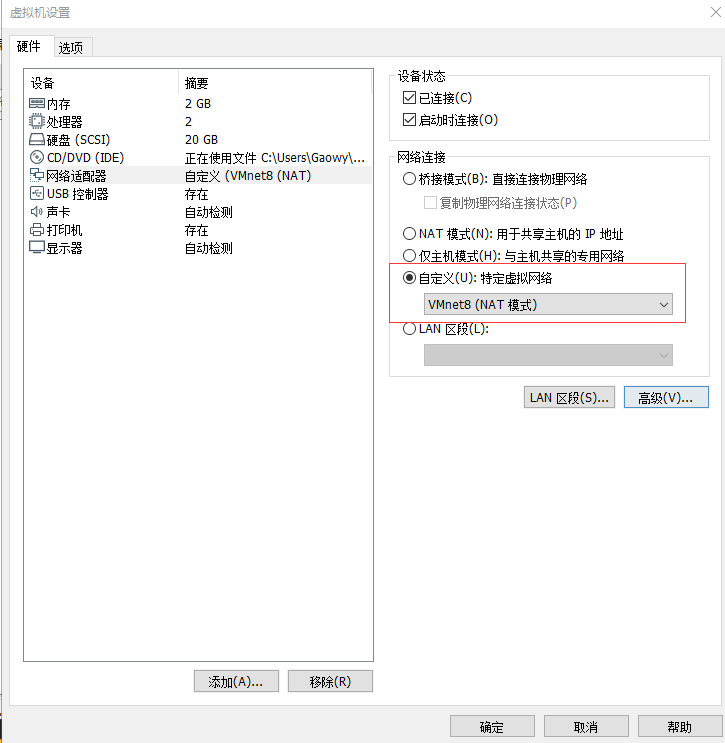 虚拟机设置
硬件 选项
设备 摘要
内存 2 GB
处理器 2
硬盘 (SCSI) 20 GB
CD/DVD (IDE) 正在使用文件 C:\Users\Gaowy\...
网络适配器 自定义 (VMnet8 (NAT)
USB 控制器 存在
声卡 自动检测
打印机 存在
显示器 自动检测
添加(A)... 移除(R)
设备状态
已连接(C)
启动时连接(O)
网络连接
桥接模式(B): 直接连接物理网络
复制物理网络连接状态(P)
NAT 模式(N): 用于共享主机的 IP 地址
仅主机模式(H): 与主机共享的专用网络
自定义(U): 特定虚拟网络
VMnet8 (NAT 模式)
LAN 区段(L):
LAN 区段(S)... 高级(V)...
确定 取消 帮助